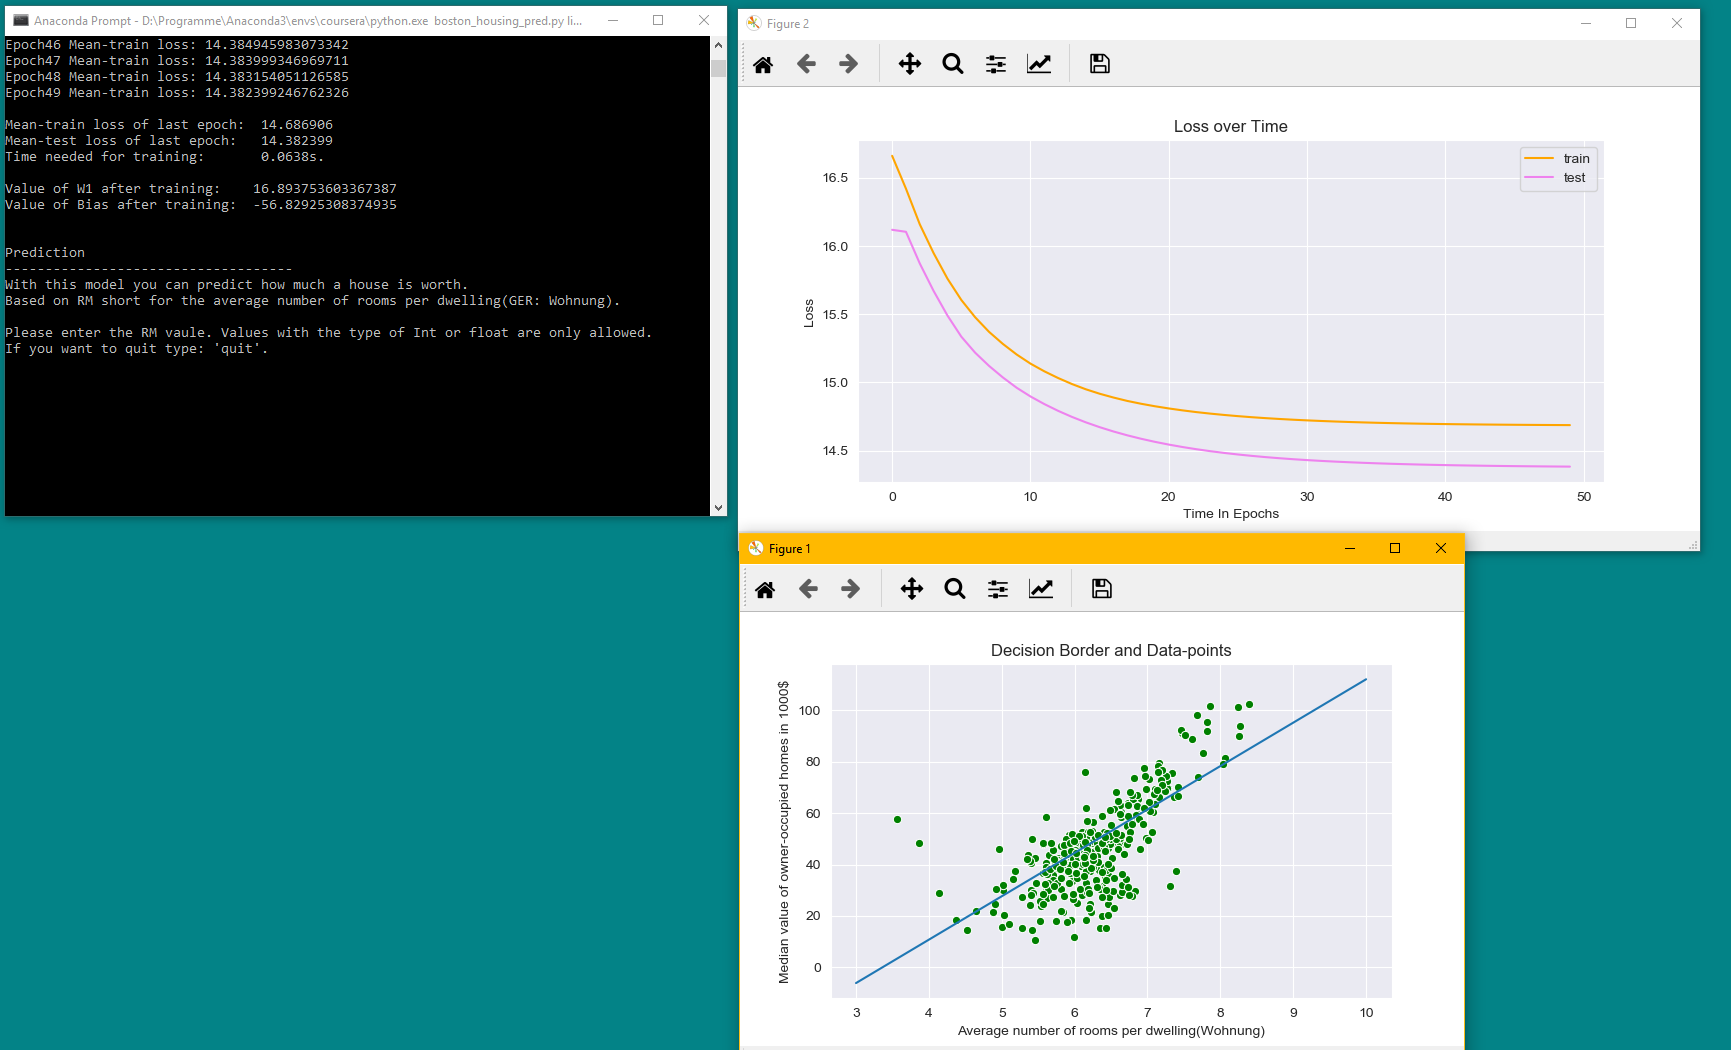 Anaconda Prompt - D:\Programme\Anaconda3\envs\coursera\python.exe  boston_housing_pred.py li...
Epoch46 Mean-train loss: 14.384945983073342
Epoch47 Mean-train loss: 14.383999346969711
Epoch48 Mean-train loss: 14.383154051126585
Epoch49 Mean-train loss: 14.382399246762326
Mean-train loss of last epoch:  14.686906
Mean-test loss of last epoch:   14.382399
Time needed for training:       0.0638s.
Value of W1 after training:    16.893753603367387
Value of Bias after training:  -56.82925308374935
Prediction
------------------------------------
With this model you can predict how much a house is worth.
Based on RM short for the average number of rooms per dwelling(GER: Wohnung).
Please enter the RM vaule. Values with the type of Int or float are only allowed.
If you want to quit type: 'quit'.
Figure 2
Loss over Time
train
test
16.5
16.0
15.5
15.0
14.5
Loss
0 10 20 30 40 50
Time In Epochs
Figure 1
Decision Border and Data-points
100
80
60
40
20
0
Median value of owner-occupied homes in 1000$
3 4 5 6 7 8 9 10
Average number of rooms per dwelling(Wohnung)